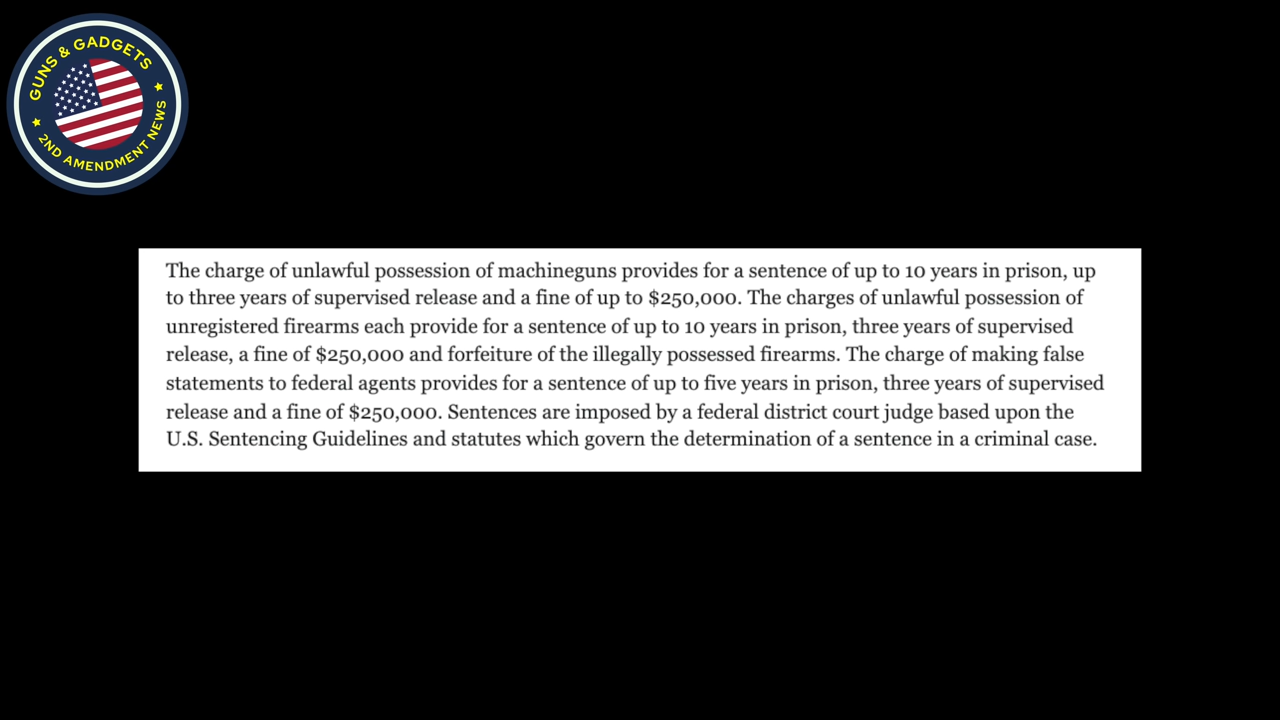 GUNS & GADGETS
2ND AMENDMENT NEWS
The charge of unlawful possession of machineguns provides for a sentence of up to 10 years in prison, up
to three years of supervised release and a fine of up to $250,000. The charges of unlawful possession of
unregistered firearms each provide for a sentence of up to 10 years in prison, three years of supervised
release, a fine of $250,000 and forfeiture of the illegally possessed firearms. The charge of making false
statements to federal agents provides for a sentence of up to five years in prison, three years of supervised
release and a fine of $250,000. Sentences are imposed by a federal district court judge based upon the
U.S. Sentencing Guidelines and statutes which govern the determination of a sentence in a criminal case.